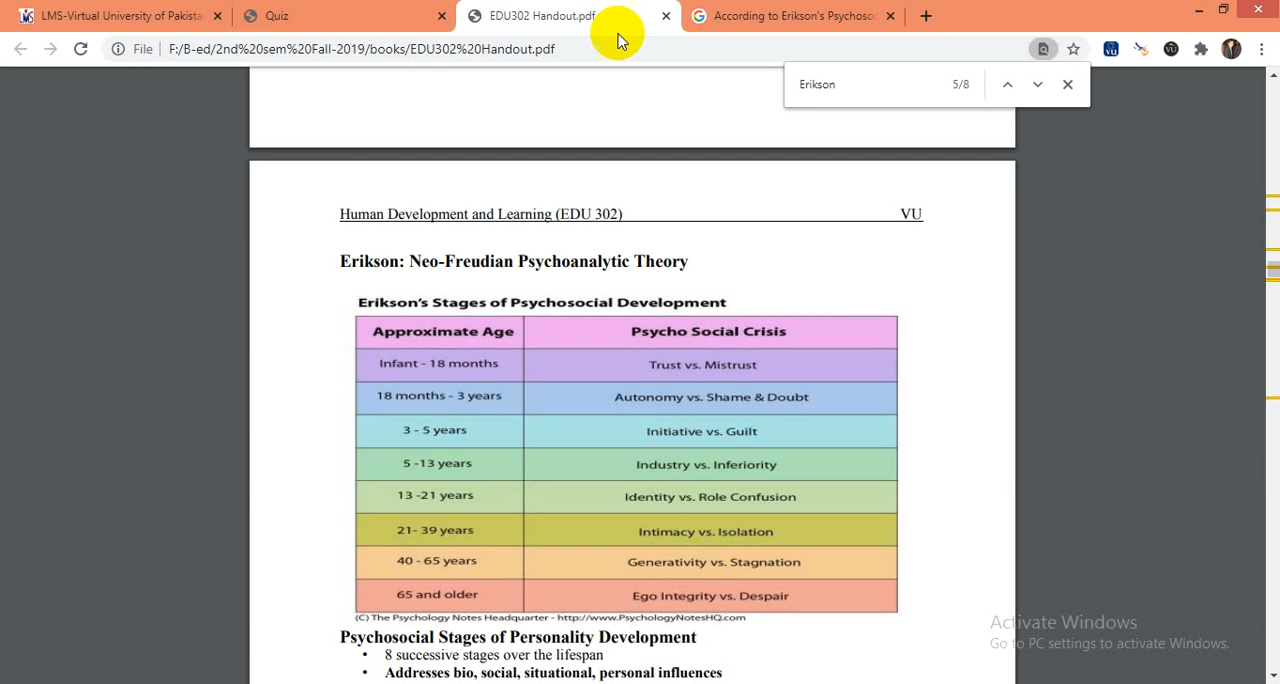 LMS-Virtual University of Pakista
Quiz
EDU302 Handout.pdf
According to Erikson's Psychosoc
File
F:/B-ed/2nd%20sem%20Fall-2019/books/EDU302%20Handout.pdf
Erikson
5/8
Human Development and Learning (EDU 302) VU
Erikson: Neo-Freudian Psychoanalytic Theory
Erikson's Stages of Psychosocial Development
Approximate Age Psycho Social Crisis
Infant - 18 months Trust vs. Mistrust
18 months - 3 years Autonomy vs. Shame & Doubt
3 - 5 years Initiative vs. Guilt
5 -13 years Industry vs. Inferiority
13 -21 years Identity vs. Role Confusion
21- 39 years Intimacy vs. Isolation
40 - 65 years Generativity vs. Stagnation
65 and older Ego Integrity vs. Despair
(C) The Psychology Notes Headquarter - http://www.PsychologyNotesHQ.com
Psychosocial Stages of Personality Development
• 8 successive stages over the lifespan
• Addresses bio, social, situational, personal influences
Activate Windows
Go to PC settings to activate Windows.